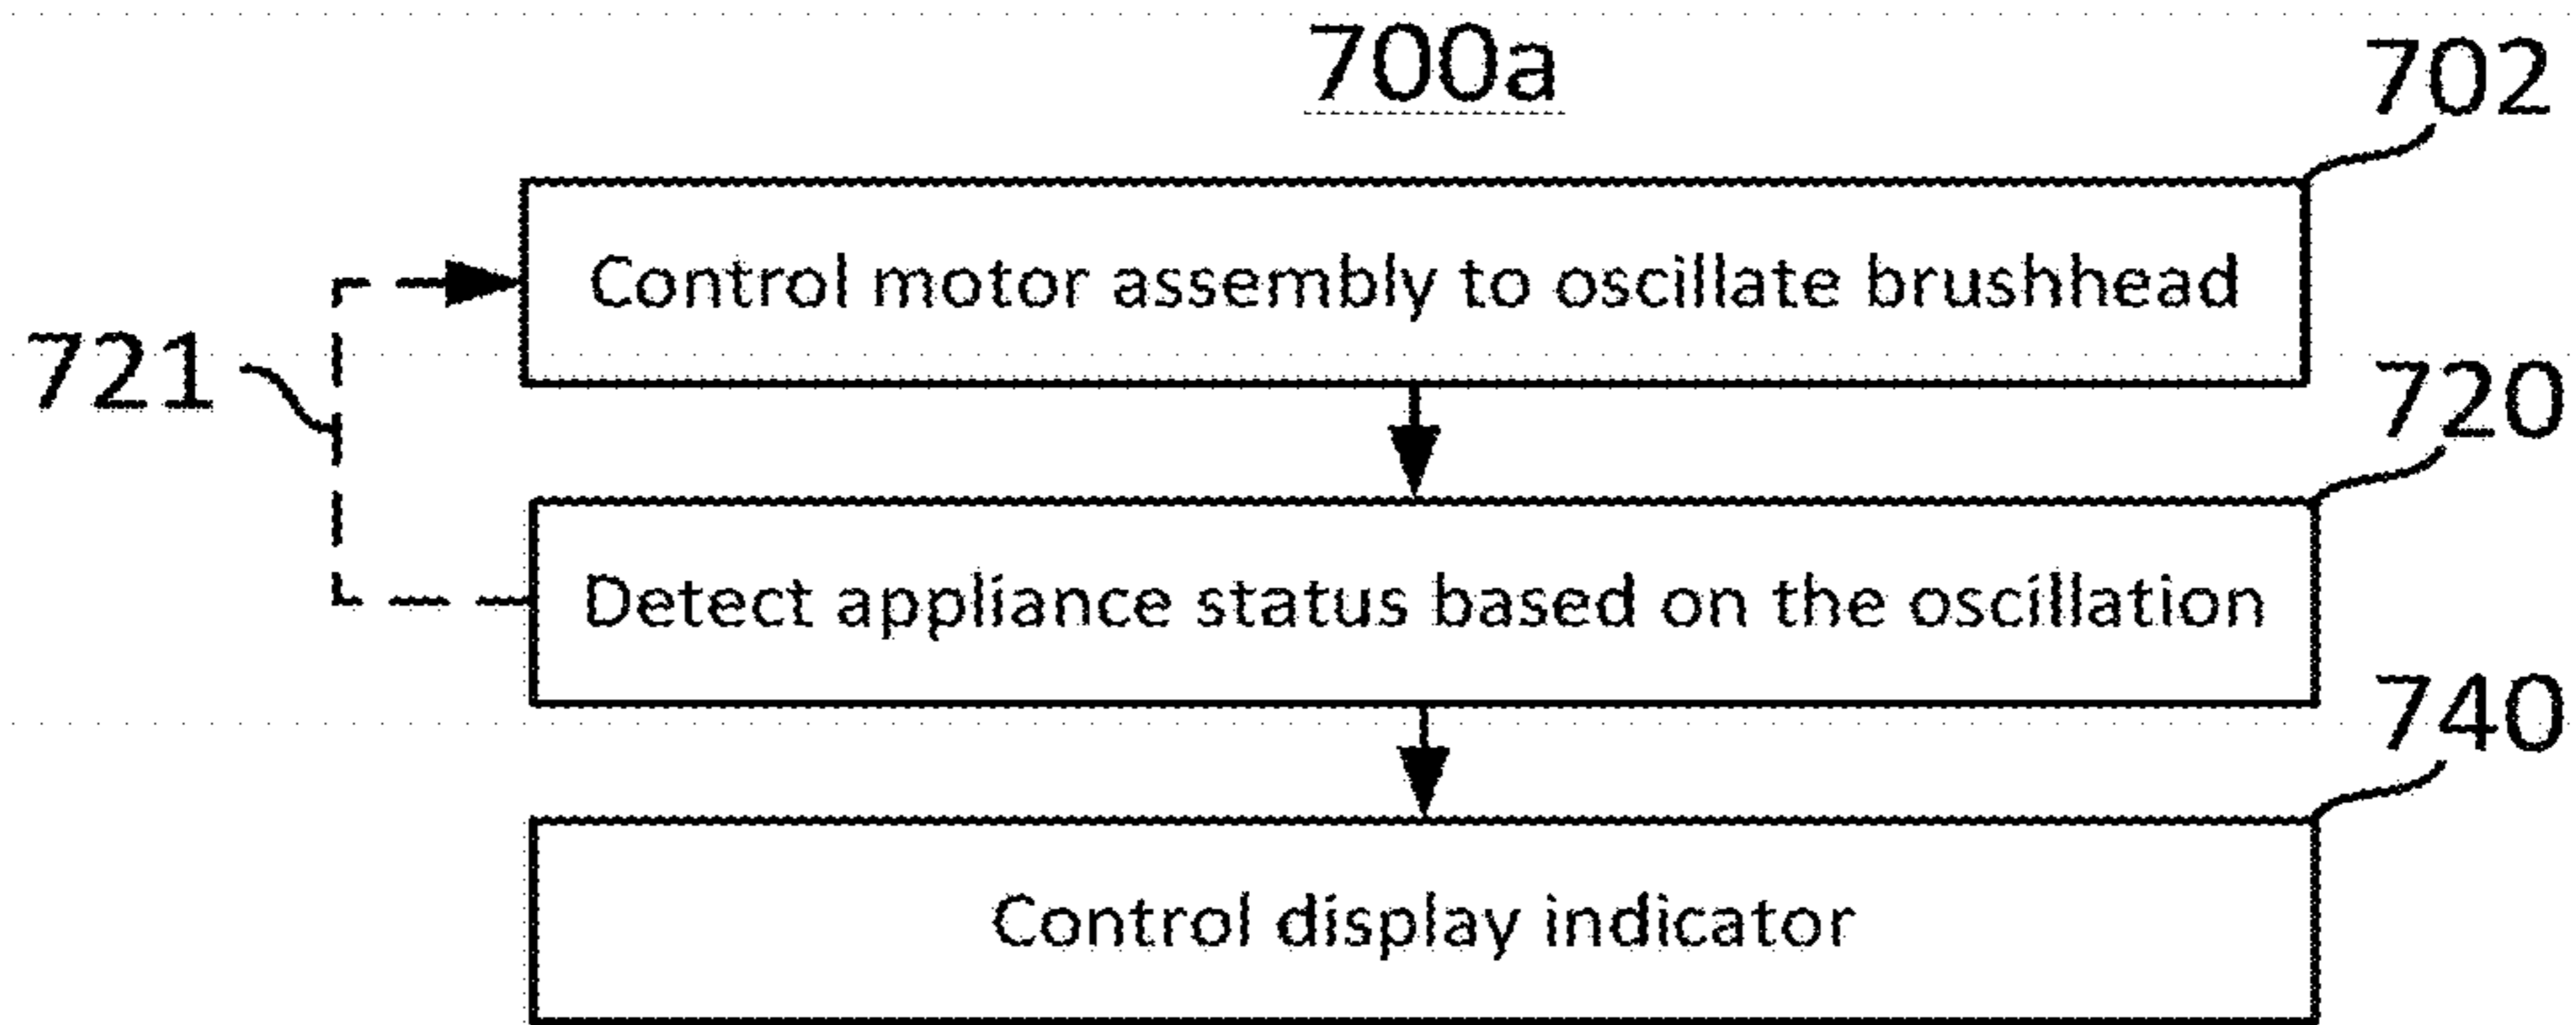 700a
702
Control motor assembly to oscillate brushhead
721
720
Detect appliance status based on the oscillation
740
Control display indicator